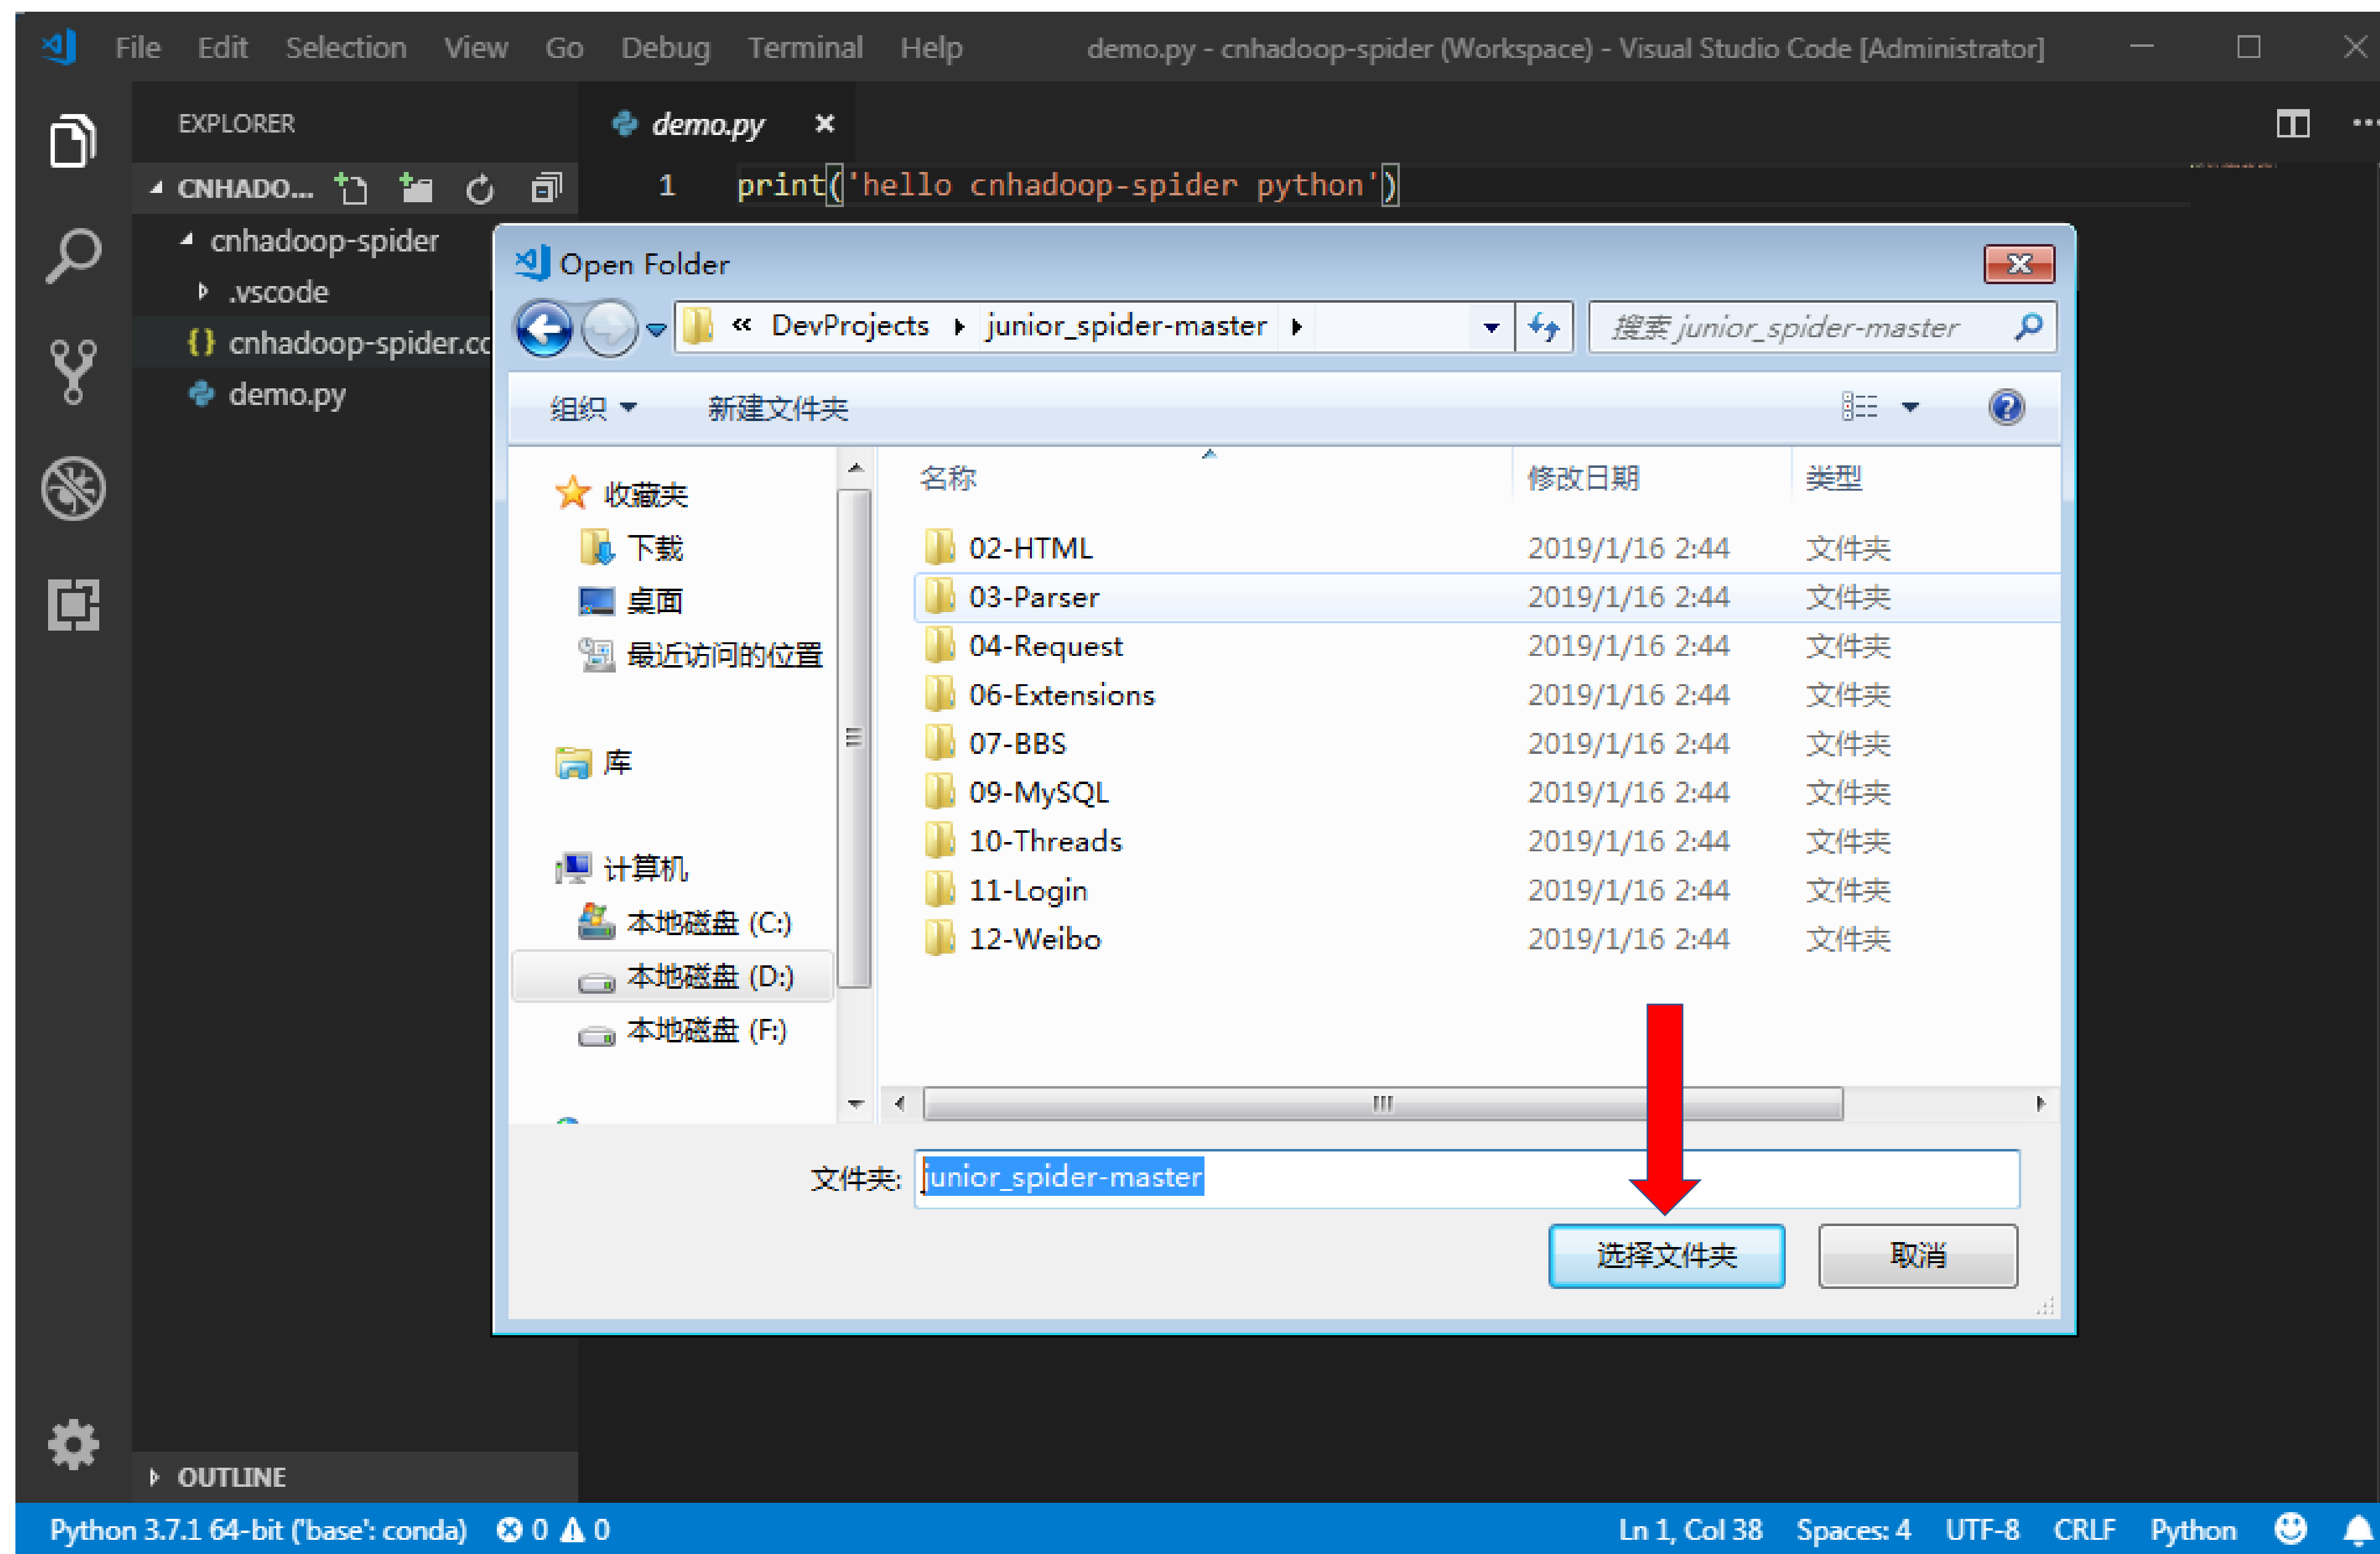 File Edit Selection View Go Debug Terminal Help demo.py - cnhadoop-spider (Workspace) - Visual Studio Code [Administrator]
EXPLORER
demo.py
CNHADO...
1 print('hello cnhadoop-spider python')
cnhadoop-spider
.vscode
{} cnhadoop-spider.co
demo.py
Open Folder
« DevProjects junior_spider-master
搜索 junior_spider-master
组织 新建文件夹
收藏夹
下载
桌面
最近访问的位置
库
计算机
本地磁盘 (C:)
本地磁盘 (D:)
本地磁盘 (F:)
名称 修改日期 类型
02-HTML 2019/1/16 2:44 文件夹
03-Parser 2019/1/16 2:44 文件夹
04-Request 2019/1/16 2:44 文件夹
06-Extensions 2019/1/16 2:44 文件夹
07-BBS 2019/1/16 2:44 文件夹
09-MySQL 2019/1/16 2:44 文件夹
10-Threads 2019/1/16 2:44 文件夹
11-Login 2019/1/16 2:44 文件夹
12-Weibo 2019/1/16 2:44 文件夹
文件夹: junior_spider-master
选择文件夹 取消
OUTLINE
Python 3.7.1 64-bit ('base': conda) 0 0 Ln 1, Col 38 Spaces: 4 UTF-8 CRLF Python